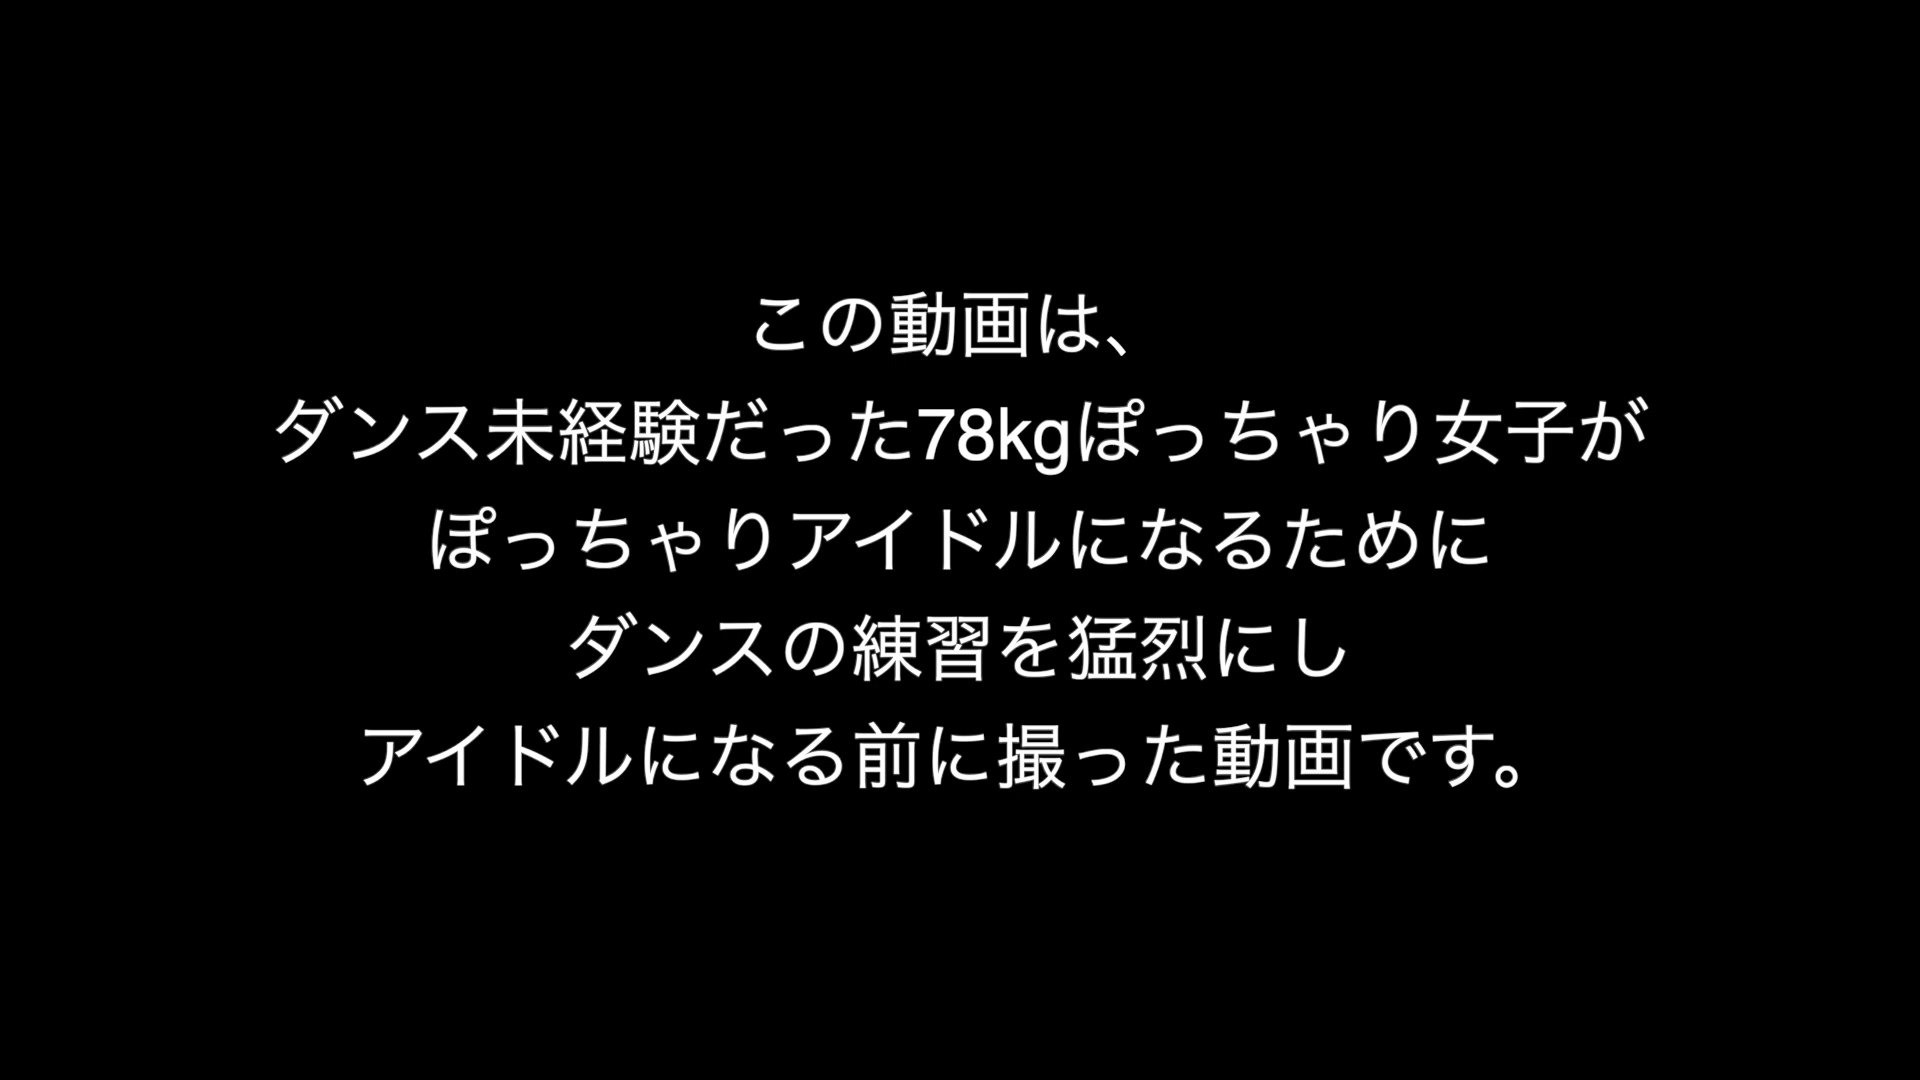 この動画は、
ダンス未経験だった78kgぽっちゃり女子が
ぽっちゃりアイドルになるために
ダンスの練習を猛烈にし
アイドルになる前に撮った動画です。